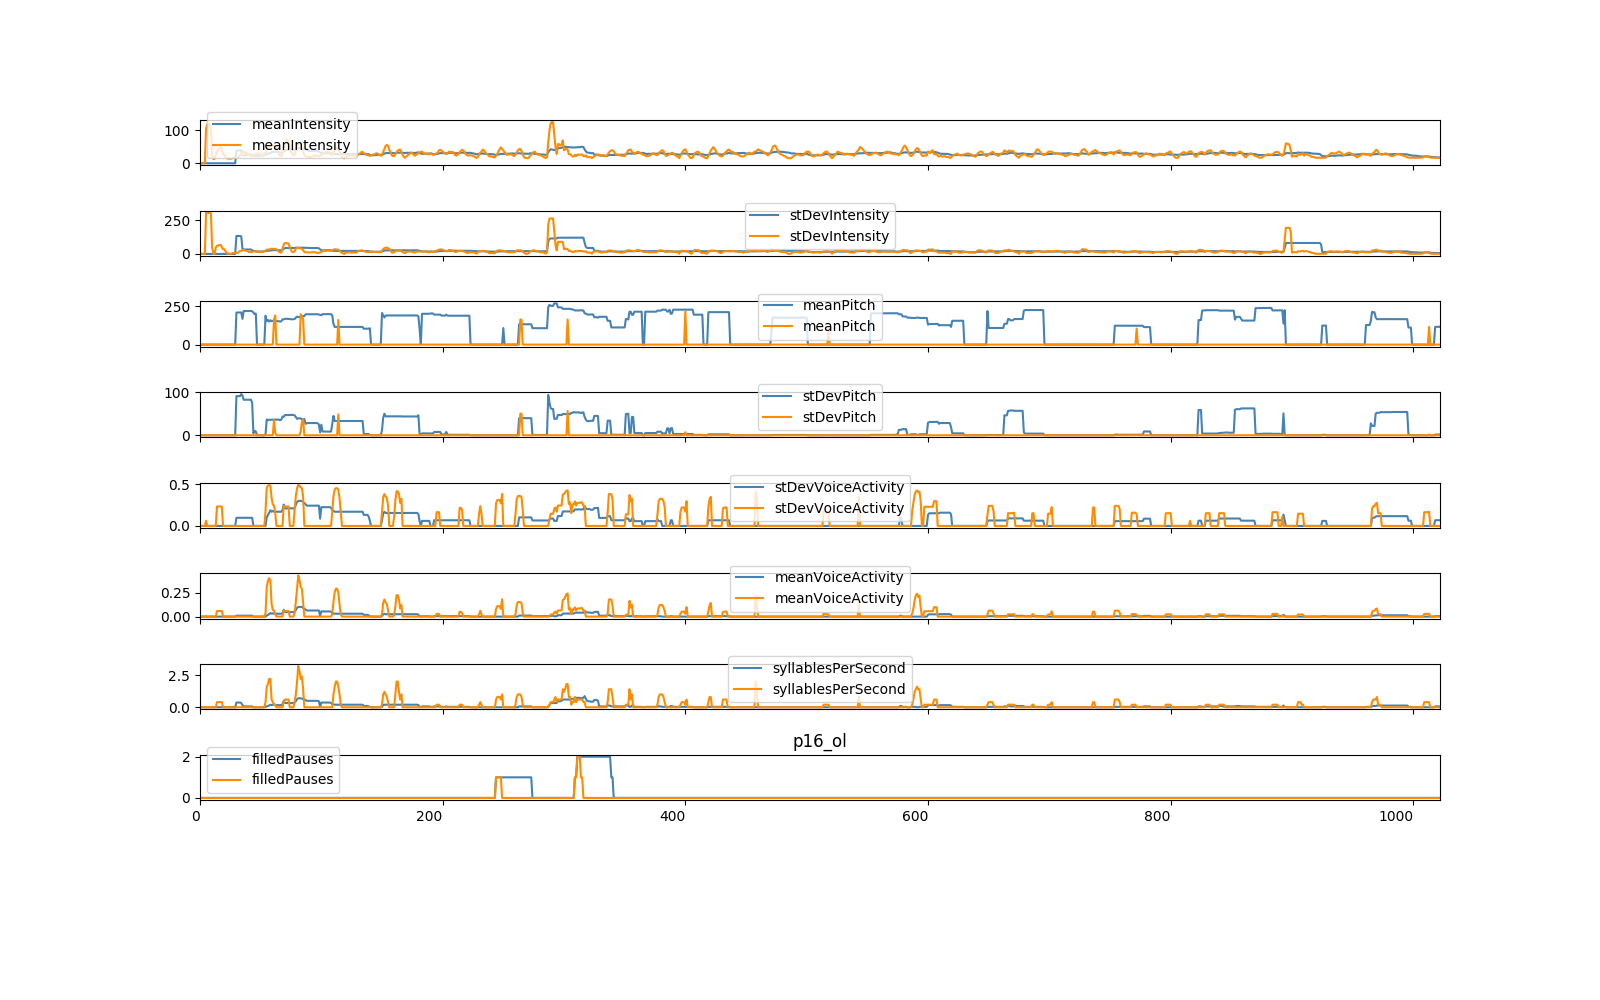 100
0
meanIntensity
meanIntensity
250
0
stDevIntensity
stDevIntensity
250
0
meanPitch
meanPitch
100
0
stDevPitch
stDevPitch
0.5
0.0
stDevVoiceActivity
stDevVoiceActivity
0.25
0.00
meanVoiceActivity
meanVoiceActivity
2.5
0.0
syllablesPerSecond
syllablesPerSecond
p16_ol
2
0
filledPauses
filledPauses
0 200 400 600 800 1000